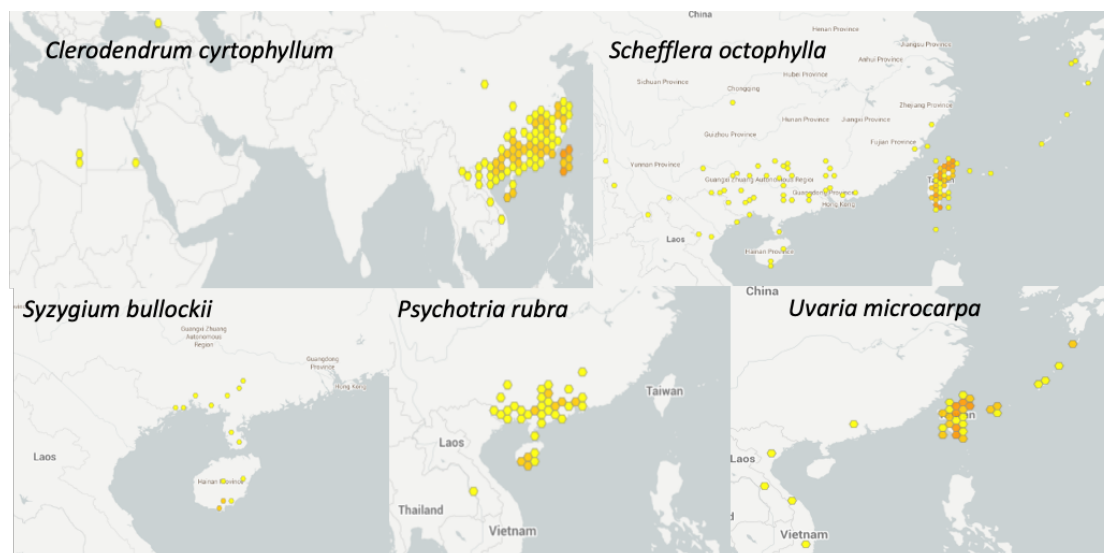 Clerodendrum cyrtophyllum
Schefflera octophylla
China
Henan Province
Jiangsu Province
Anhui Province
Sichuan Province
Hubei Province
Chongqing
Zhejiang Province
Hunan Province
Jiangxi Province
Guizhou Province
Fujian Province
Yunnan Province
Guangxi Zhuang Autonomous Region
Guangdong Province
Hong Kong
Laos
Hainan Province
Syzygium bullockii
Guangxi Zhuang
Autonomous
Region
Guangdong
Province
Hong Kong
Laos
Hainan Province
Psychotria rubra
Taiwan
Laos
Thailand
Vietnam
China
Uvaria microcarpa
Laos
Vietnam